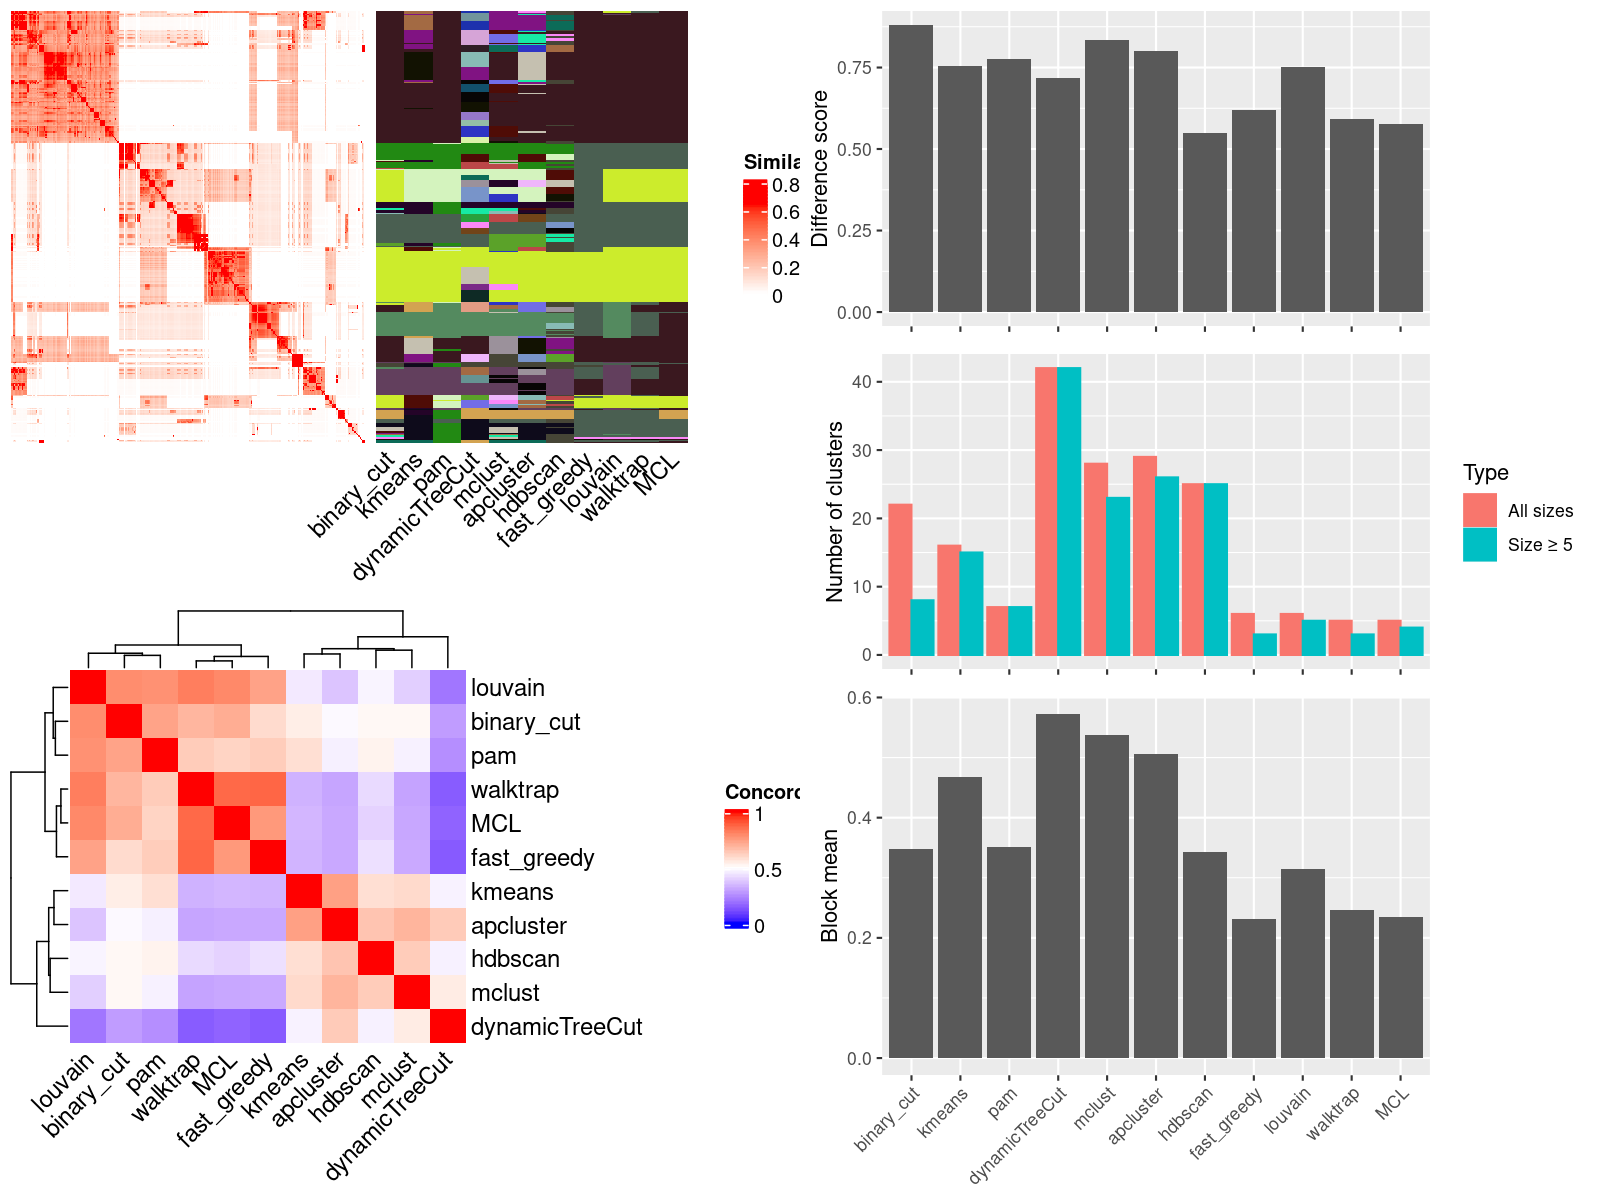 Simila
0.8
0.6
0.4
0.2
0
binary_cut
kmeans
pam
dynamicTreeCut
mclust
apcluster
hdbscan
fast_greedy
louvain
walktrap
MCL
louvain
binary_cut
pam
walktrap
MCL
fast_greedy
kmeans
apcluster
hdbscan
mclust
dynamicTreeCut
louvain
binary_cut
pam
walktrap
MCL
fast_greedy
kmeans
apcluster
hdbscan
mclust
dynamicTreeCut
Concord
1
0.5
0
Difference score
0.75
0.50
0.25
0.00
Number of clusters
40
30
20
10
0
Type
All sizes
Size ≥ 5
Block mean
0.6
0.4
0.2
0.0
binary_cut
kmeans
pam
dynamicTreeCut
mclust
apcluster
hdbscan
fast_greedy
louvain
walktrap
MCL